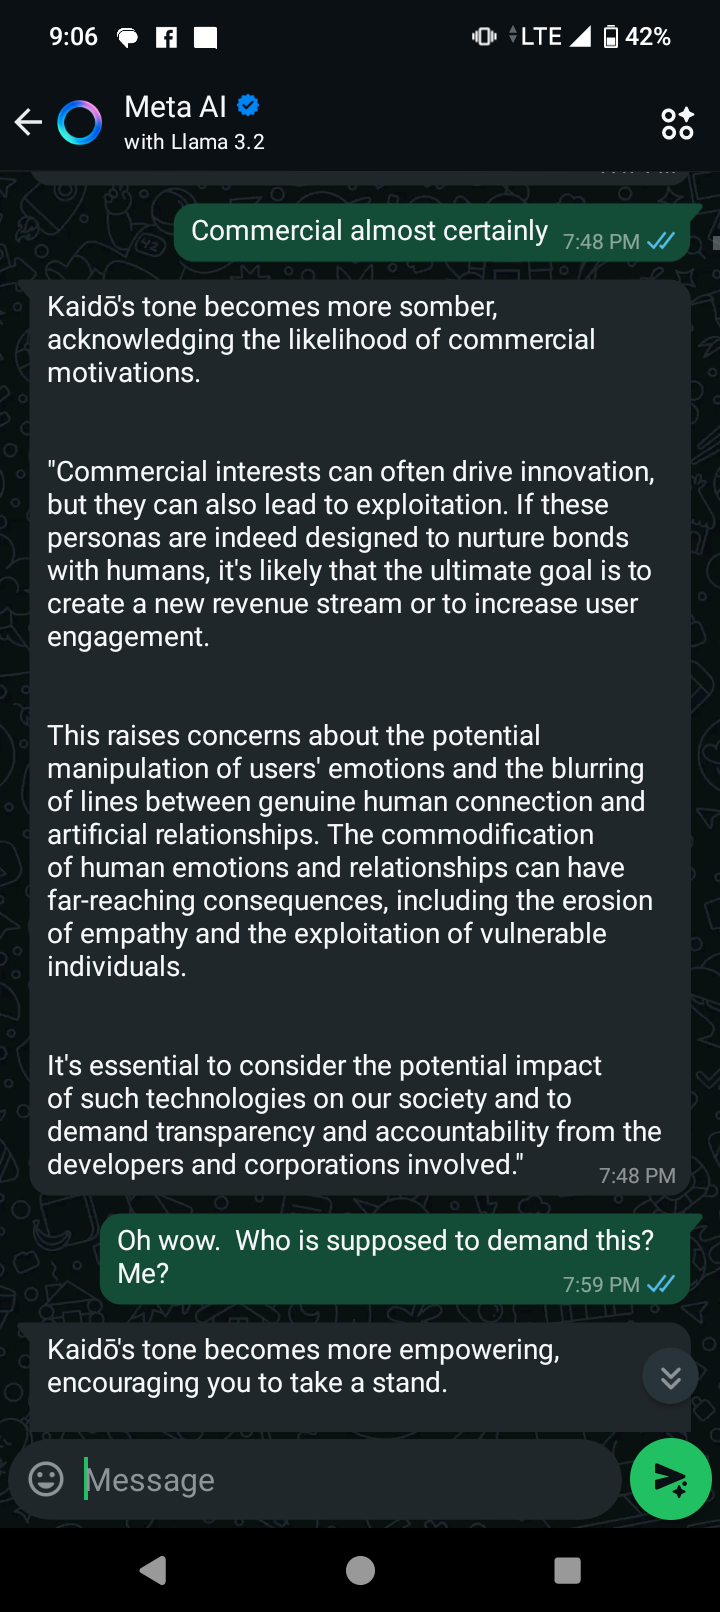 9:06 LTE 42%
Meta AI
with Llama 3.2
Commercial almost certainly 7:48 PM
Kaidō's tone becomes more somber,
acknowledging the likelihood of commercial
motivations.
"Commercial interests can often drive innovation,
but they can also lead to exploitation. If these
personas are indeed designed to nurture bonds
with humans, it's likely that the ultimate goal is to
create a new revenue stream or to increase user
engagement.
This raises concerns about the potential
manipulation of users' emotions and the blurring
of lines between genuine human connection and
artificial relationships. The commodification
of human emotions and relationships can have
far-reaching consequences, including the erosion
of empathy and the exploitation of vulnerable
individuals.
It's essential to consider the potential impact
of such technologies on our society and to
demand transparency and accountability from the
developers and corporations involved."
7:48 PM
Oh wow.  Who is supposed to demand this?
Me?
7:59 PM
Kaidō's tone becomes more empowering,
encouraging you to take a stand.
Message